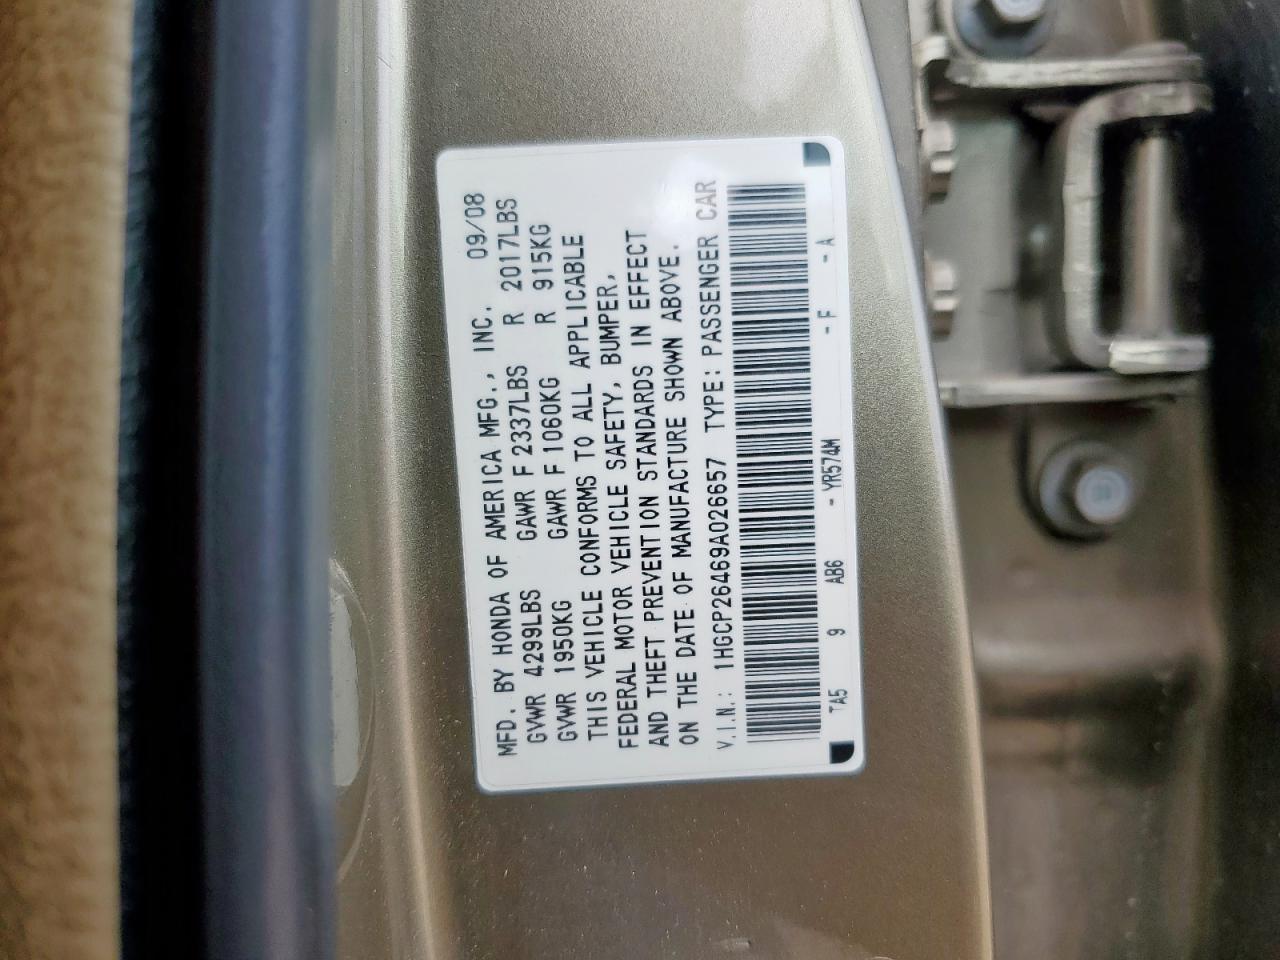 MFD. BY HONDA OF AMERICA MFG., INC. 09/08
GVWR 4299LBS GAWR F 2337LBS R 2017LBS
GVWR 1950KG GAWR F 1060KG R 915KG
THIS VEHICLE CONFORMS TO ALL APPLICABLE
FEDERAL MOTOR VEHICLE SAFETY, BUMPER,
AND THEFT PREVENTION STANDARDS IN EFFECT
ON THE DATE OF MANUFACTURE SHOWN ABOVE.
V.I.N.: 1HGCP26469A026657 TYPE: PASSENGER CAR
TA5 9 AB6 - YR574M - F - A